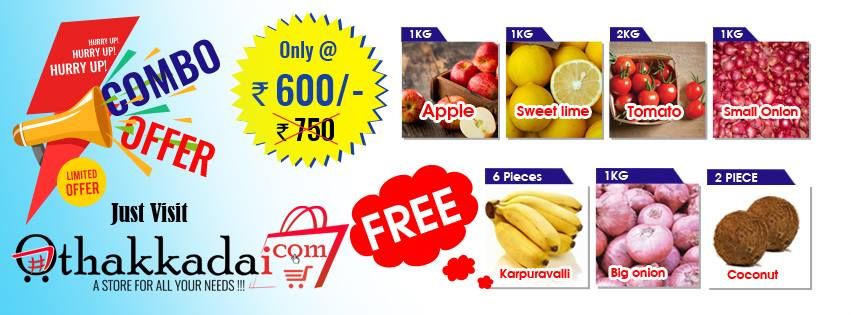 HURRY UP!
HURRY UP!
HURRY UP!
COMBO
OFFER
LIMITED
OFFER
Only @
₹ 600/-
₹ 750
1KG
Apple
1KG
Sweet lime
2KG
Tomato
1KG
Small Onion
Just Visit
Othakkadai.com
A STORE FOR ALL YOUR NEEDS !!!
FREE
6 Pieces
Karpuravalli
1KG
Big onion
2 PIECE
Coconut